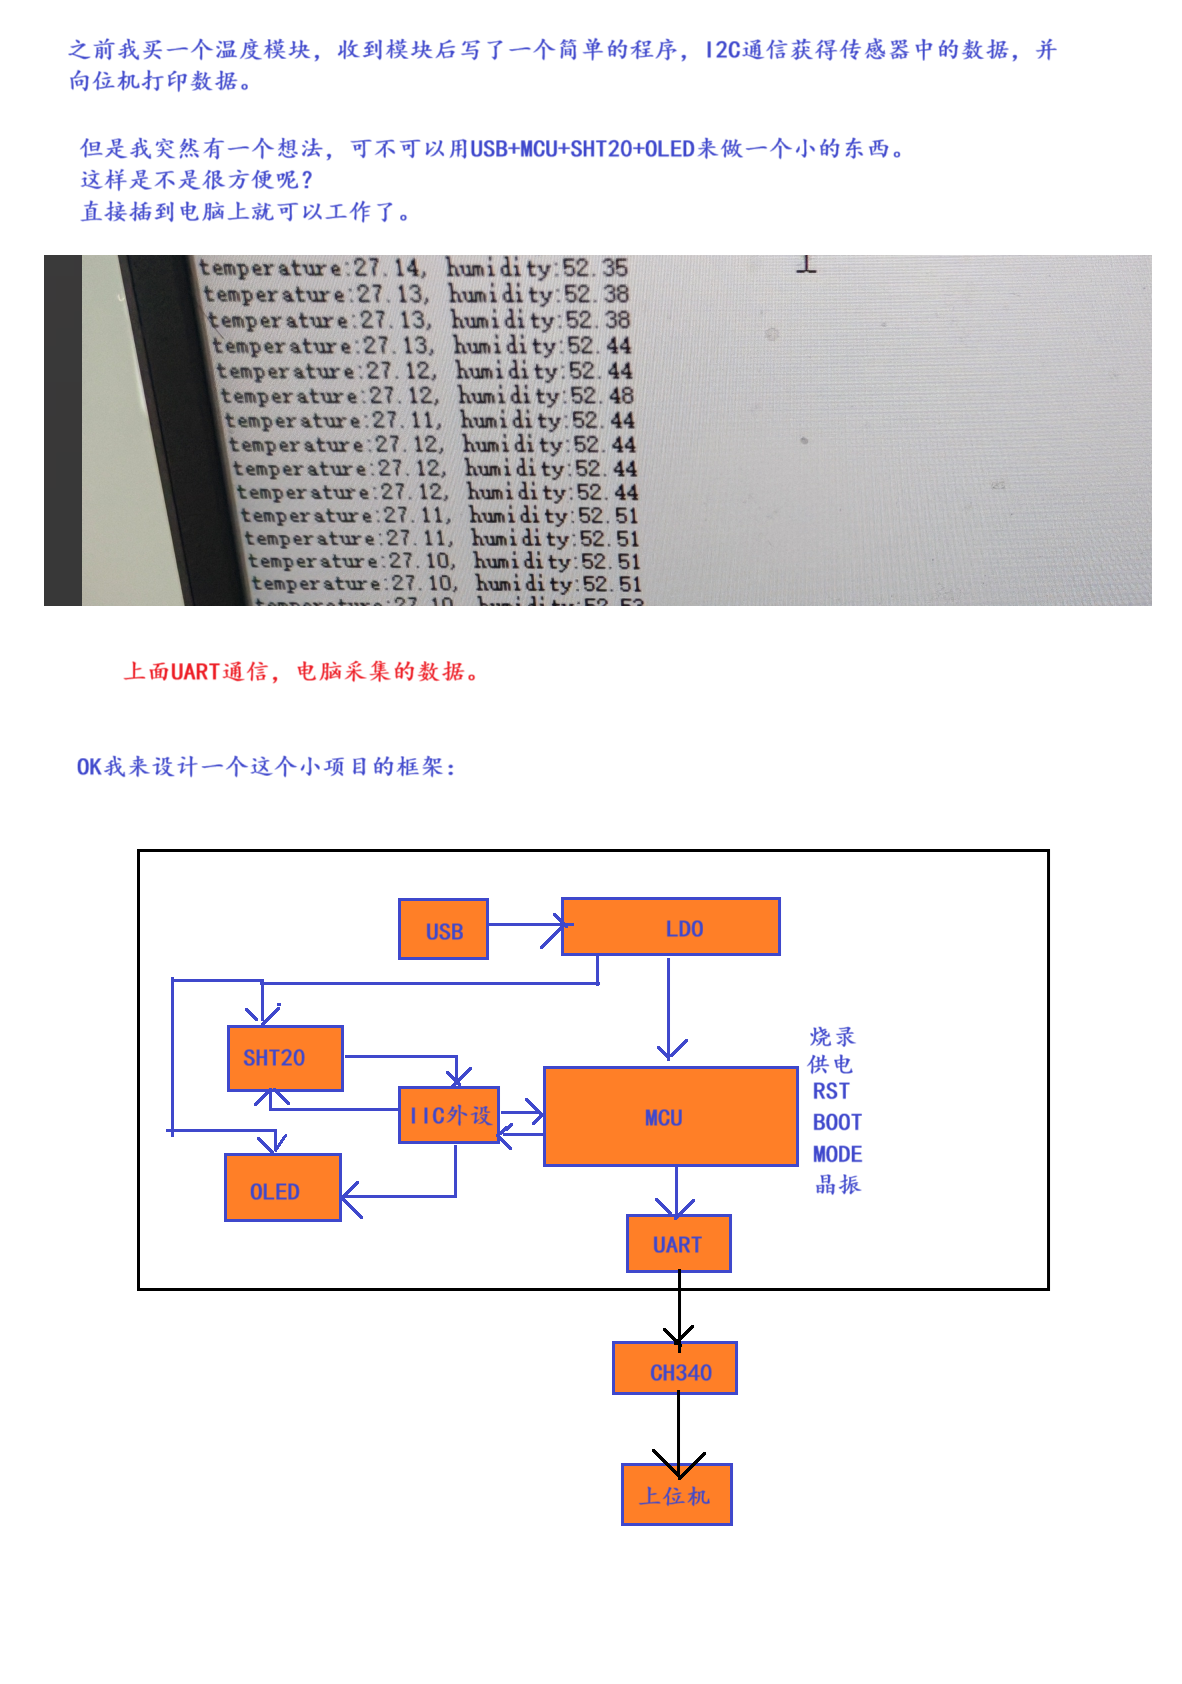 之前我买一个温度模块，收到模块后写了一个简单的程序，I2C通信获得传感器中的数据，并
向位机打印数据。
但是我突然有一个想法，可不可以用USB+MCU+SHT20+OLED来做一个小的东西。
这样是不是很方便呢？
直接插到电脑上就可以工作了。
temperature:27.14, humidity:52.35
temperature:27.13, humidity:52.38
temperature:27.13, humidity:52.38
temperature:27.13, humidity:52.44
temperature:27.12, humidity:52.44
temperature:27.12, humidity:52.48
temperature:27.11, humidity:52.44
temperature:27.12, humidity:52.44
temperature:27.12, humidity:52.44
temperature:27.12, humidity:52.44
temperature:27.11, humidity:52.51
temperature:27.11, humidity:52.51
temperature:27.10, humidity:52.51
temperature:27.10, humidity:52.51
上面UART通信，电脑采集的数据。
OK我来设计一个这个小项目的框架：
USB
LDO
SHT20
IIC外设
MCU
烧录
供电
RST
BOOT
MODE
晶振
OLED
UART
CH340
上位机